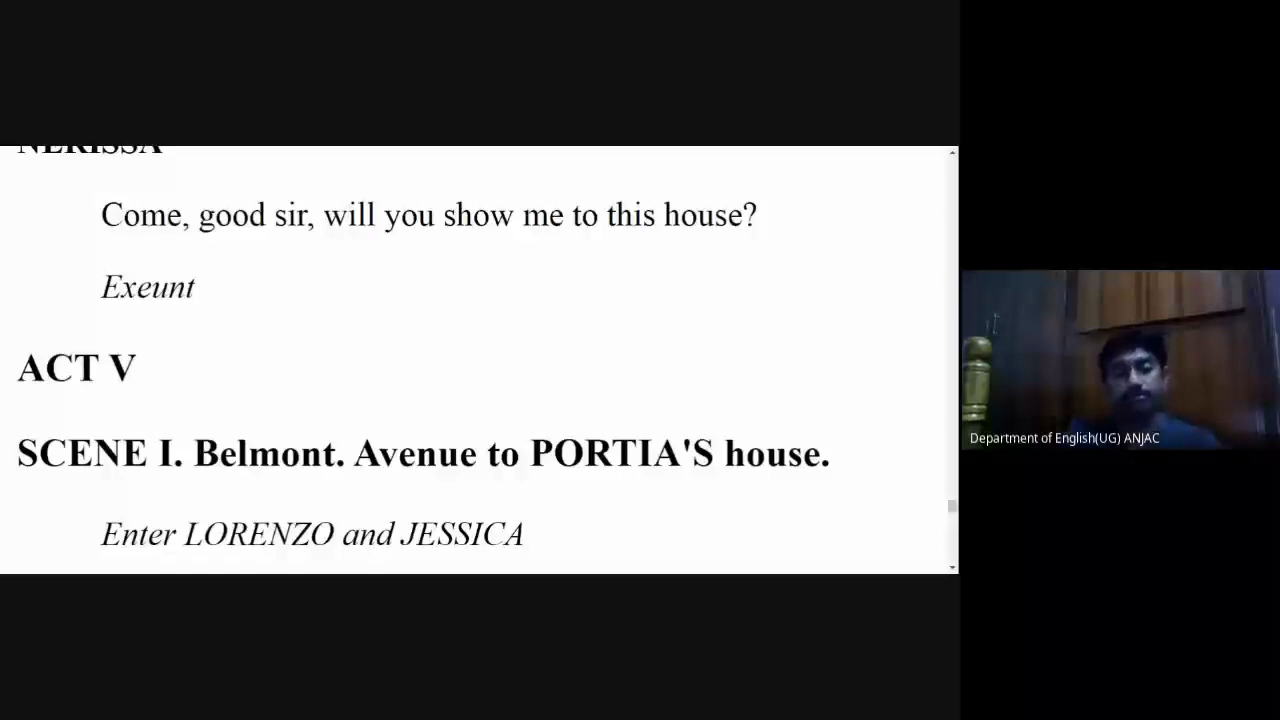 NERISSA
Come, good sir, will you show me to this house?
Exeunt
ACT V
SCENE I. Belmont. Avenue to PORTIA'S house.
Enter LORENZO and JESSICA
Department of English(UG) ANJAC